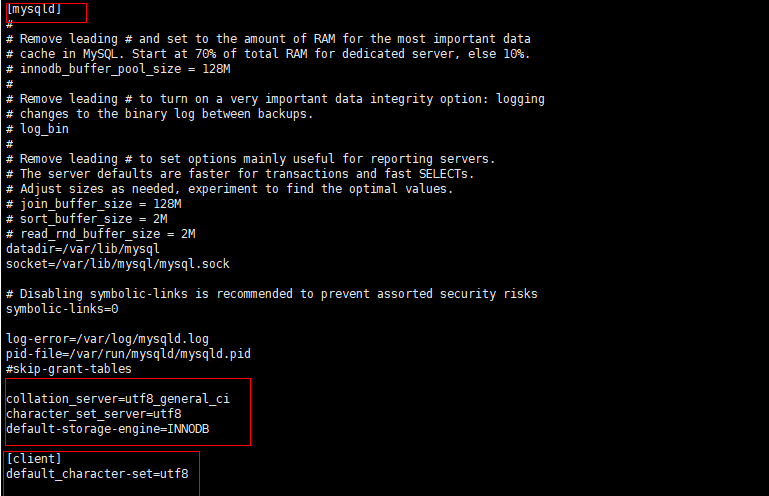 [mysqld]
#
# Remove leading # and set to the amount of RAM for the most important data
# cache in MySQL. Start at 70% of total RAM for dedicated server, else 10%.
# innodb_buffer_pool_size = 128M
#
# Remove leading # to turn on a very important data integrity option: logging
# changes to the binary log between backups.
# log_bin
#
# Remove leading # to set options mainly useful for reporting servers.
# The server defaults are faster for transactions and fast SELECTs.
# Adjust sizes as needed, experiment to find the optimal values.
# join_buffer_size = 128M
# sort_buffer_size = 2M
# read_rnd_buffer_size = 2M
datadir=/var/lib/mysql
socket=/var/lib/mysql/mysql.sock

# Disabling symbolic-links is recommended to prevent assorted security risks
symbolic-links=0

log-error=/var/log/mysqld.log
pid-file=/var/run/mysqld/mysqld.pid
#skip-grant-tables

collation_server=utf8_general_ci
character_set_server=utf8
default-storage-engine=INNODB

[client]
default_character-set=utf8